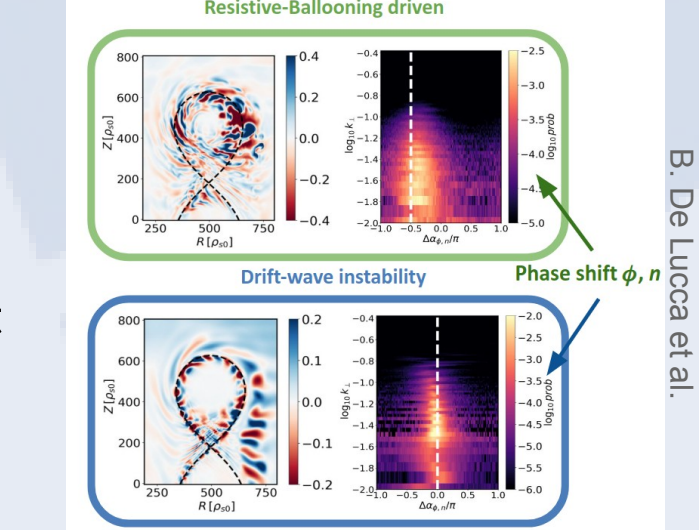 Resistive-Ballooning driven
800
600
400
200
0
Z [ρs0]
250 500 750
R [ρs0]
0.4
0.2
0.0
−0.2
−0.4
−0.4
−0.6
−0.8
−1.0
−1.2
−1.4
−1.6
−1.8
−2.0
log10 k⊥
−1.0 −0.5 0.0 0.5 1.0
Δαϕ,n/π
−2.5
−3.0
−3.5
−4.0
−4.
−5.0
log10 prob
Drift-wave instability
Phase shift ϕ, n
800
600
400
200
0
Z [ρs0]
250 500 750
R [ρs0]
0.2
0.1
0.0
−0.1
−0.2
−0.4
−0.6
−0.8
−1.0
−1.2
−1.4
−1.6
−1.8
−2.0
log10 k⊥
−1.0 −0.5 0.0 0.5 1.0
Δαϕ,n/π
−2.0
−2.5
−3.0
−3.5
−4.0
−4.5
−5.0
−5.5
−6.0
log10 prob
B. De Lucca et al.